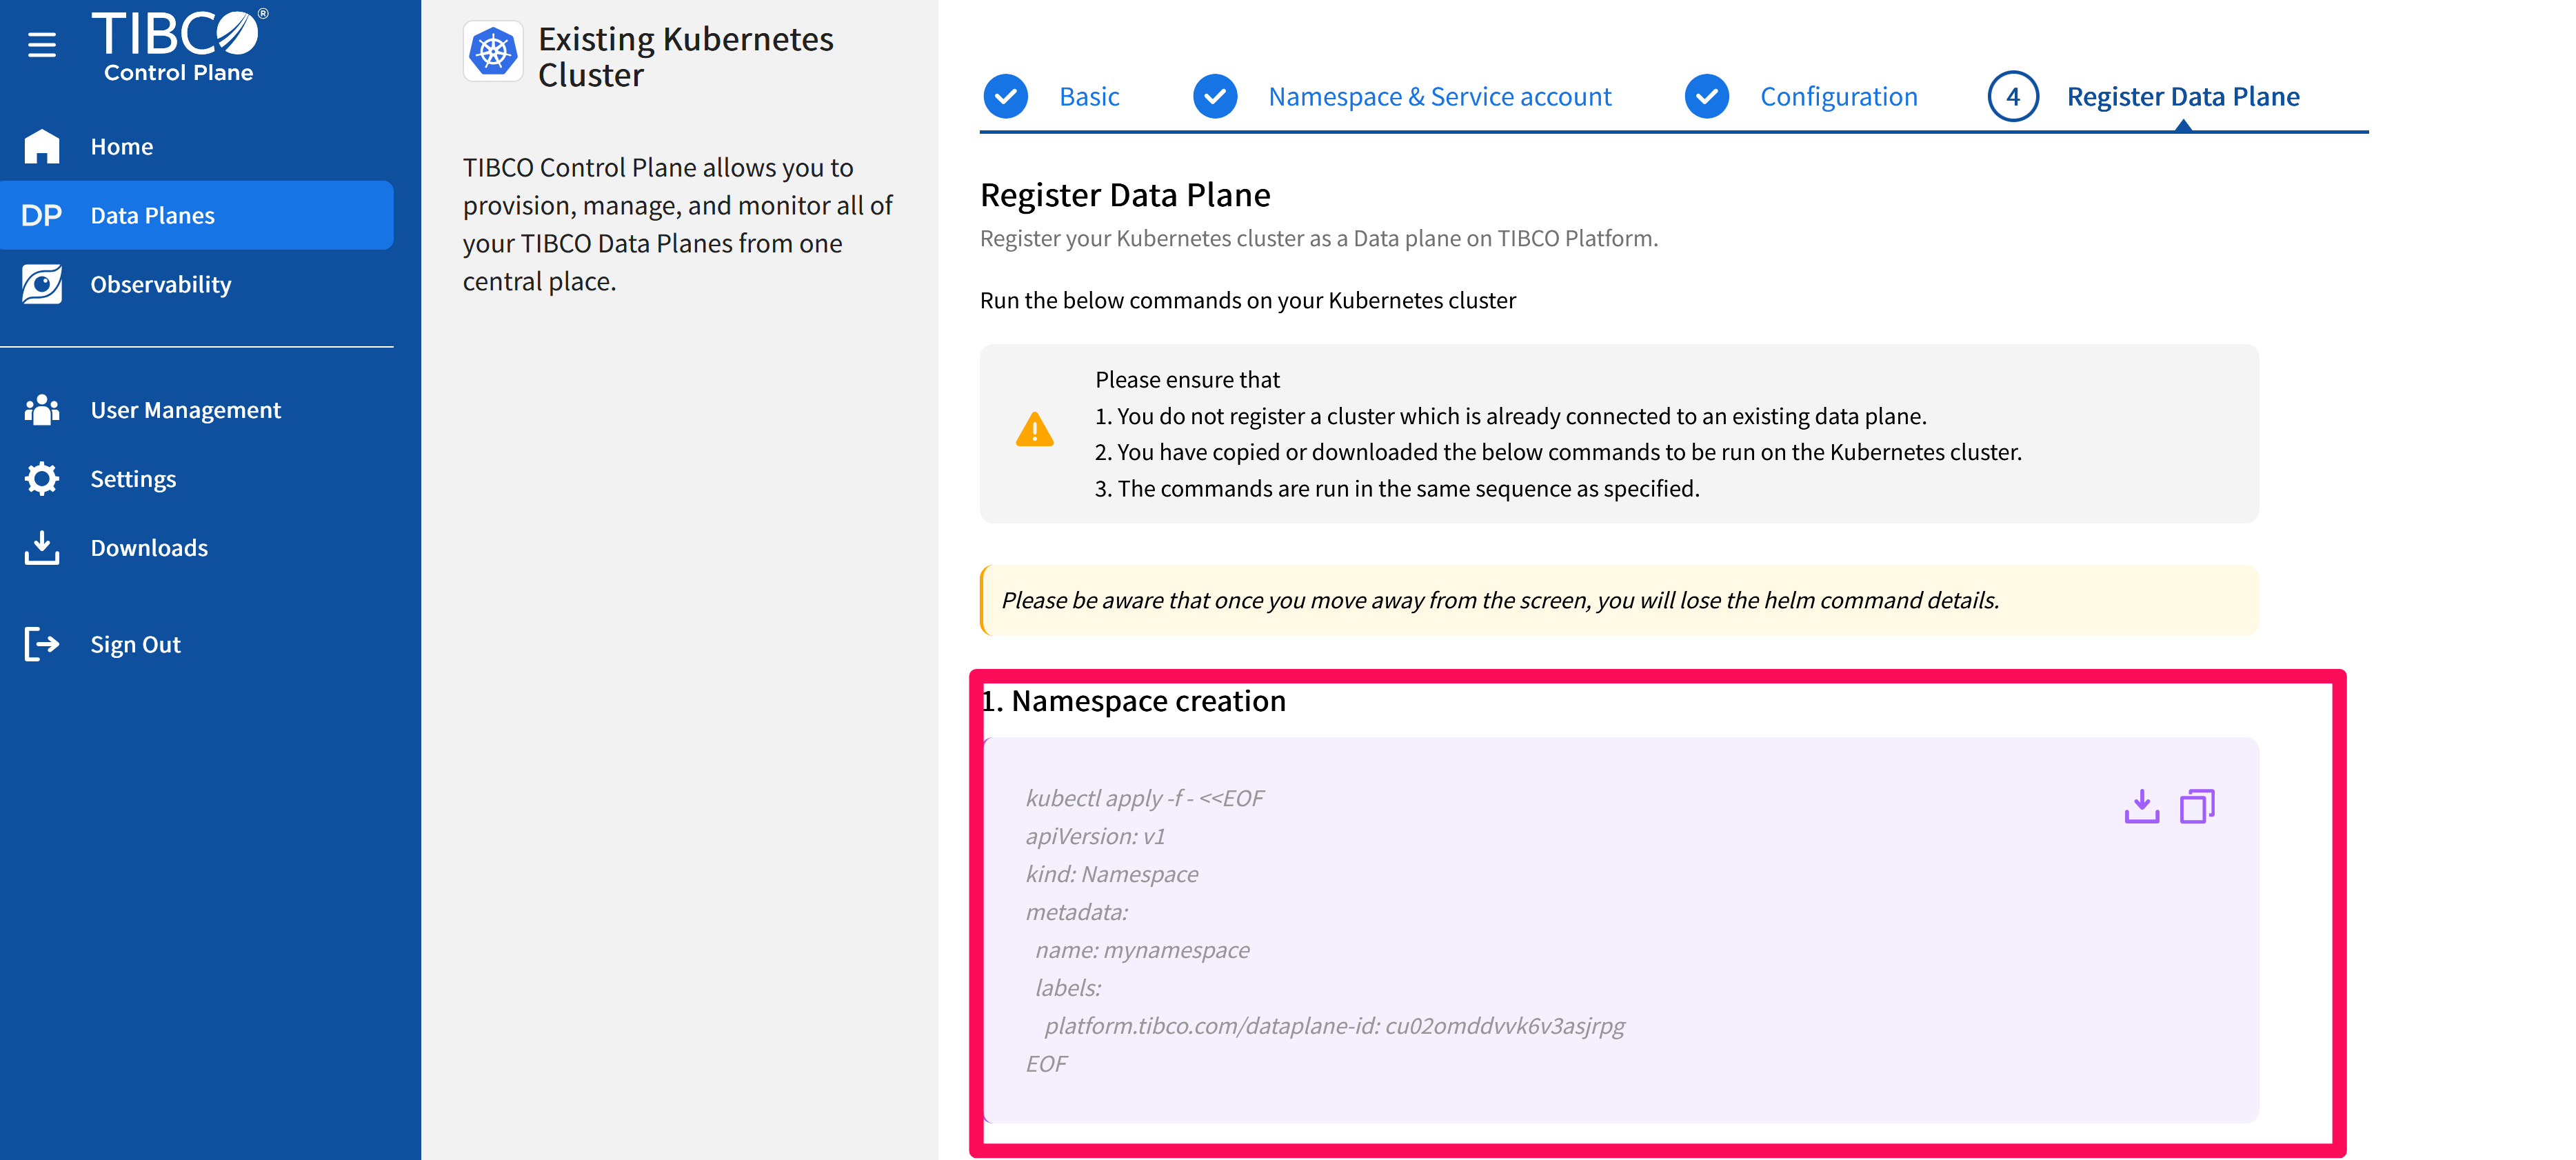 TIBCO®
Control Plane
Home
DP Data Planes
Observability
User Management
Settings
Downloads
Sign Out
Existing Kubernetes
Cluster
TIBCO Control Plane allows you to
provision, manage, and monitor all of
your TIBCO Data Planes from one
central place.
Basic
Namespace & Service account
Configuration
4 Register Data Plane
Register Data Plane
Register your Kubernetes cluster as a Data plane on TIBCO Platform.
Run the below commands on your Kubernetes cluster
Please ensure that
1. You do not register a cluster which is already connected to an existing data plane.
2. You have copied or downloaded the below commands to be run on the Kubernetes cluster.
3. The commands are run in the same sequence as specified.
Please be aware that once you move away from the screen, you will lose the helm command details.
1. Namespace creation
kubectl apply -f - <<EOF
apiVersion: v1
kind: Namespace
metadata:
  name: mynamespace
  labels:
    platform.tibco.com/dataplane-id: cu02omddvvk6v3asjrpg
EOF